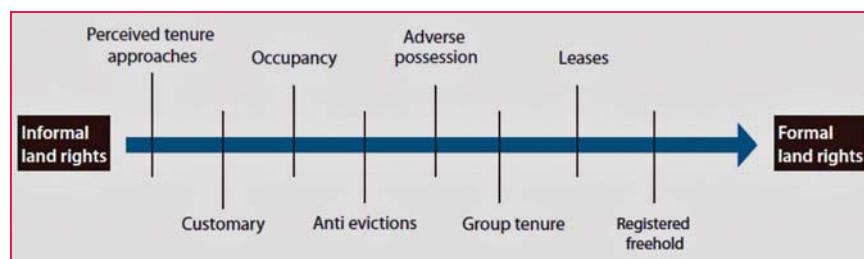 Perceived tenure
approaches
Occupancy
Adverse
possession
Leases
Informal
land rights
Formal
land rights
Customary
Anti evictions
Group tenure
Registered
freehold